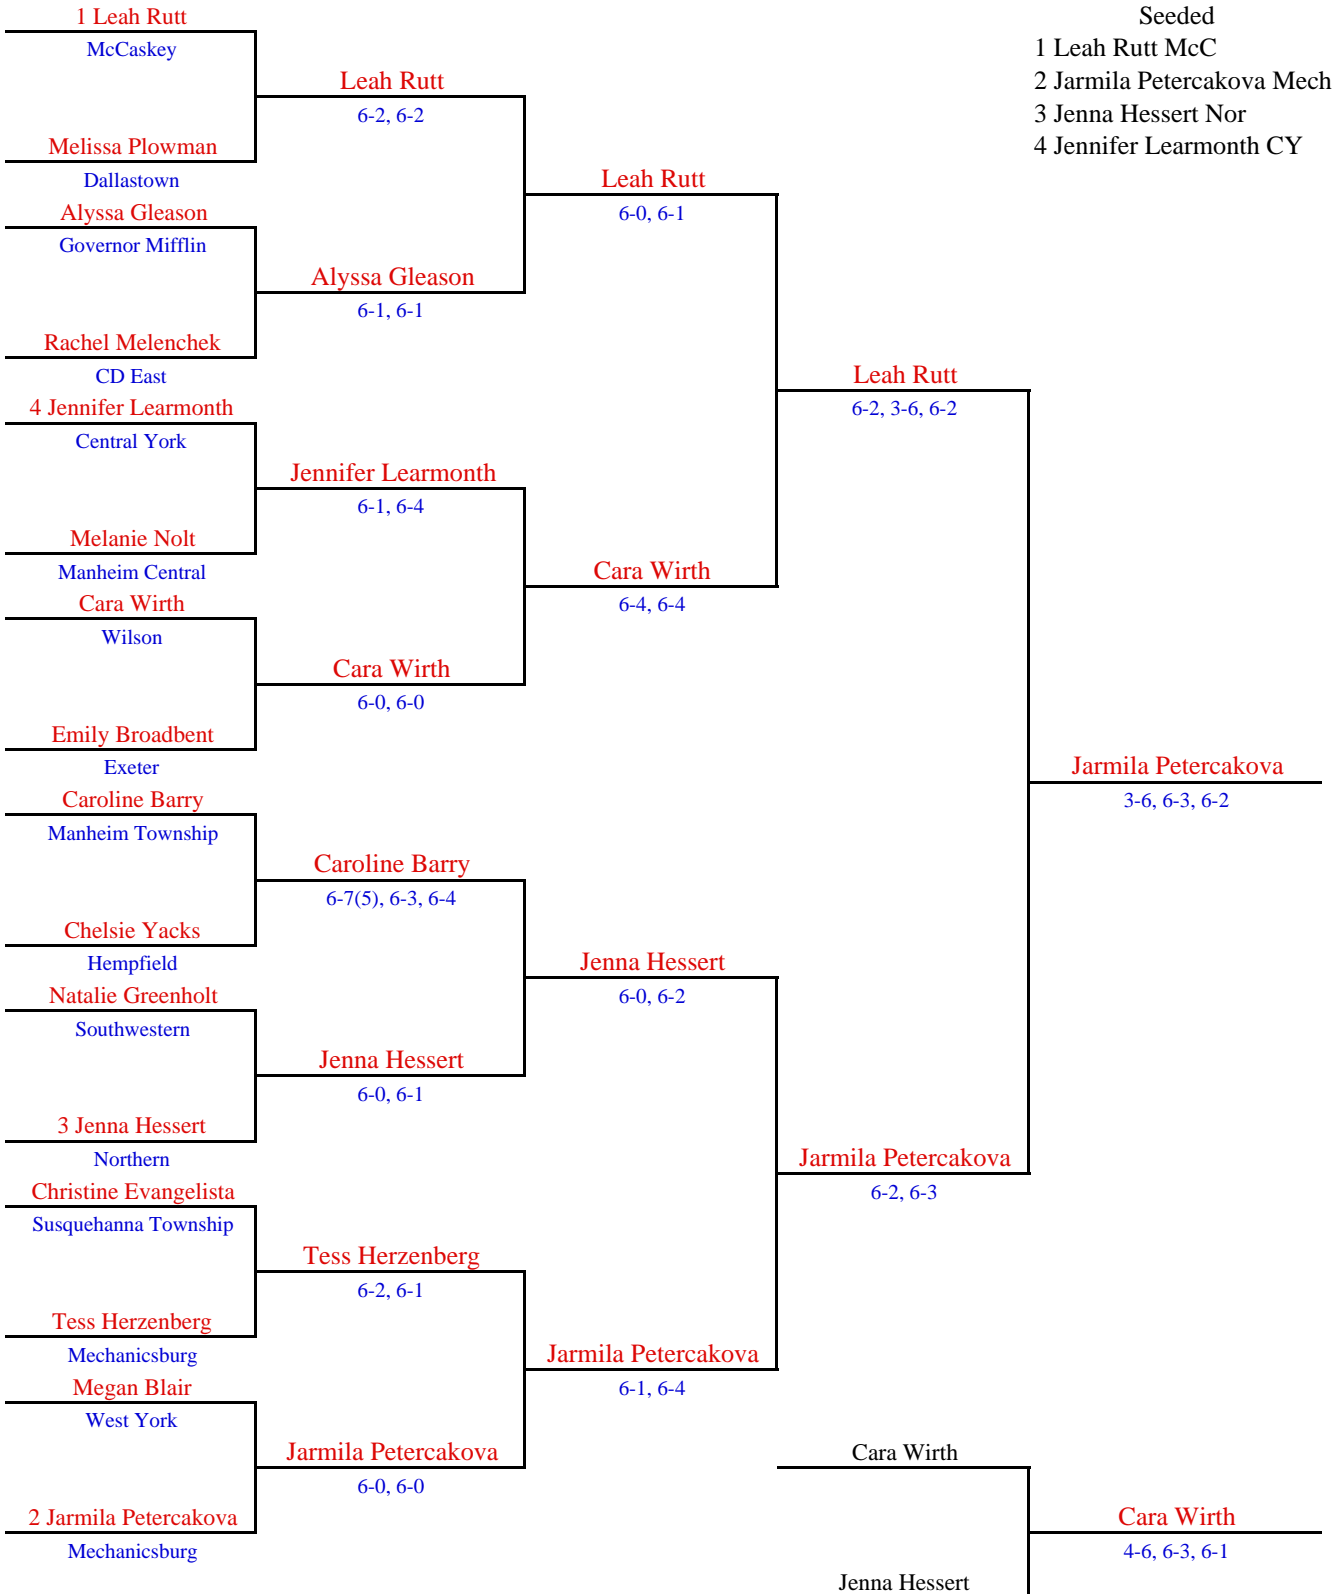 1 Leah Rutt
McCaskey
Melissa Plowman
Dallastown
Alyssa Gleason
Governor Mifflin
Rachel Melenchek
CD East
4 Jennifer Learmonth
Central York
Melanie Nolt
Manheim Central
Cara Wirth
Wilson
Emily Broadbent
Exeter
Caroline Barry
Manheim Township
Chelsie Yacks
Hempfield
Natalie Greenholt
Southwestern
3 Jenna Hessert
Northern
Christine Evangelista
Susquehanna Township
Tess Herzenberg
Mechanicsburg
Megan Blair
West York
2 Jarmila Petercakova
Mechanicsburg
Leah Rutt
6-2, 6-2
Alyssa Gleason
6-1, 6-1
Jennifer Learmonth
6-1, 6-4
Cara Wirth
6-0, 6-0
Caroline Barry
6-7(5), 6-3, 6-4
Jenna Hessert
6-0, 6-1
Tess Herzenberg
6-2, 6-1
Jarmila Petercakova
6-0, 6-0
Leah Rutt
6-0, 6-1
Cara Wirth
6-4, 6-4
Jenna Hessert
6-0, 6-2
Jarmila Petercakova
6-1, 6-4
Leah Rutt
6-2, 3-6, 6-2
Jarmila Petercakova
6-2, 6-3
Jarmila Petercakova
3-6, 6-3, 6-2
Cara Wirth
Jenna Hessert
Cara Wirth
4-6, 6-3, 6-1
Seeded
1 Leah Rutt McC
2 Jarmila Petercakova Mech
3 Jenna Hessert Nor
4 Jennifer Learmonth CY